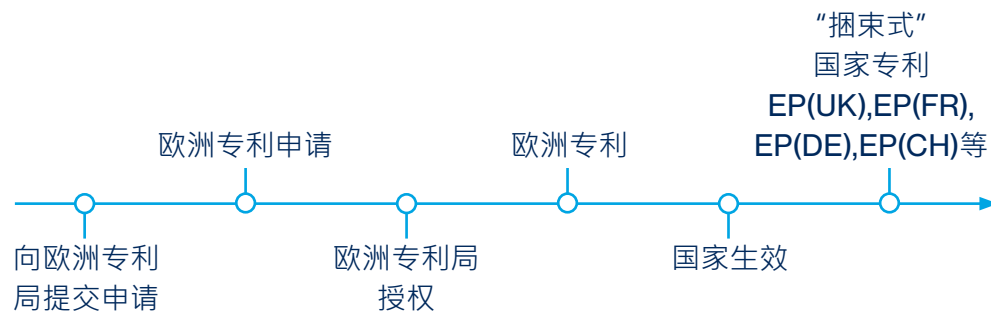 向欧洲专利
局提交申请
欧洲专利申请
欧洲专利局
授权
欧洲专利
国家生效
“捆束式”
国家专利
EP(UK),EP(FR),
EP(DE),EP(CH)等